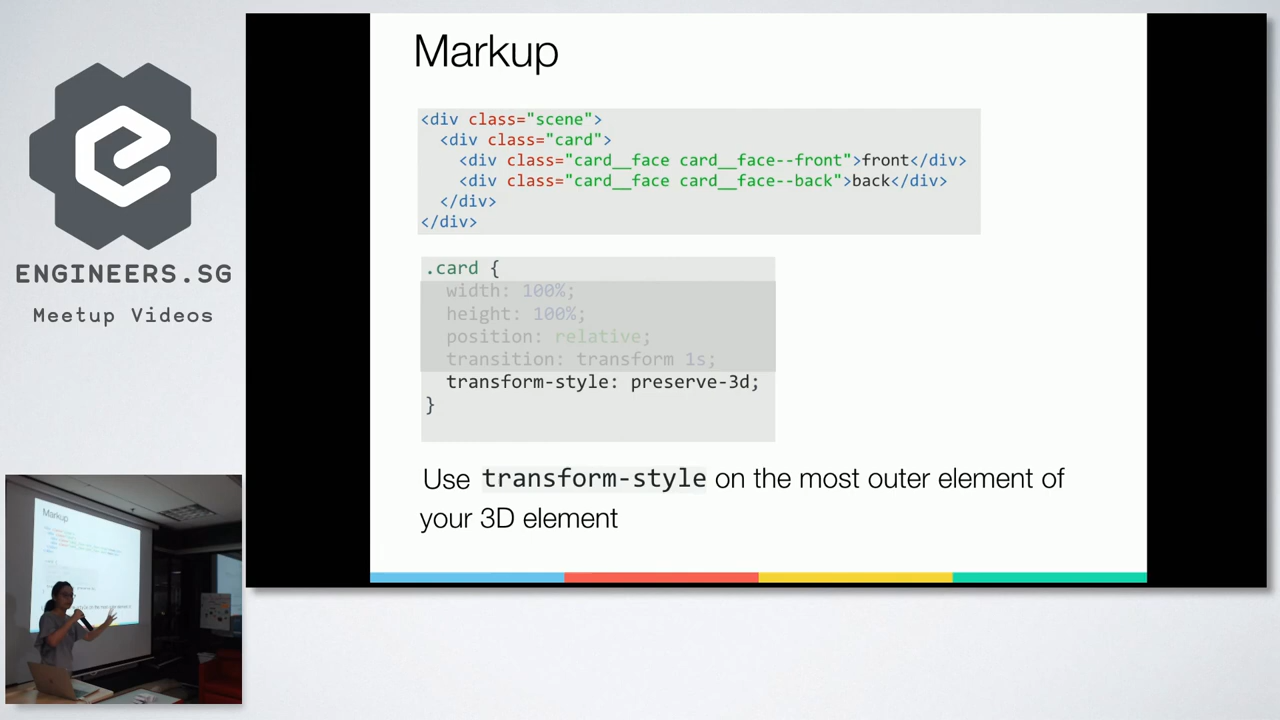 Markup
<div class="scene">
<div class="card">
<div class="card__face card__face--front">front</div>
<div class="card__face card__face--back">back</div>
</div>
</div>
.card {
width: 100%;
height: 100%;
position: relative;
transition: transform 1s;
transform-style: preserve-3d;
}
Use transform-style on the most outer element of
your 3D element
ENGINEERS.SG
Meetup Videos
Markup